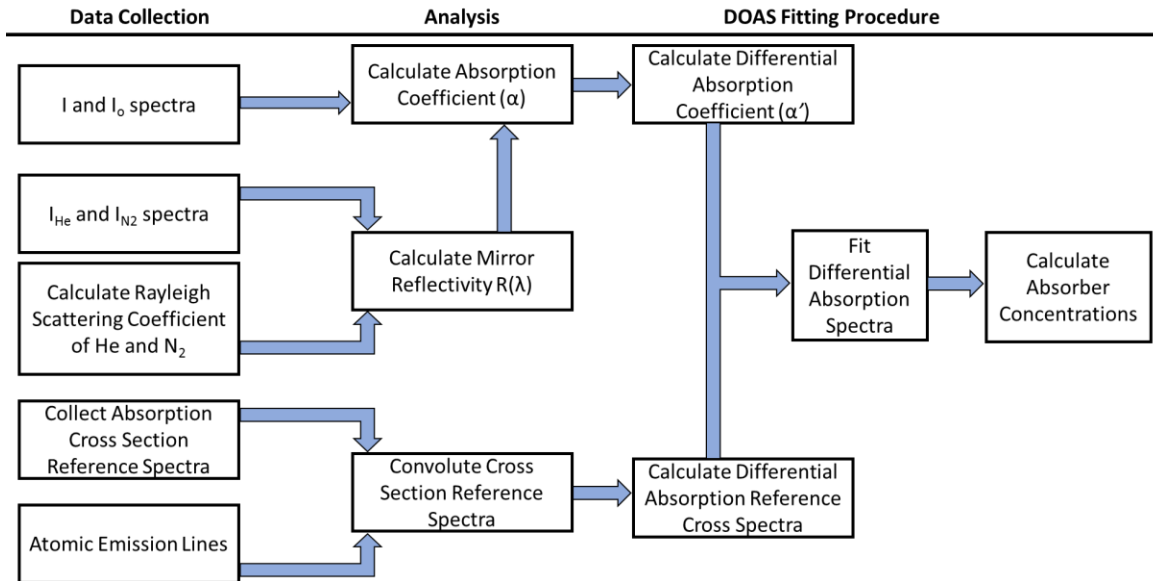 Data Collection
Analysis
DOAS Fitting Procedure
I and Iₒ spectra
Calculate Absorption
Coefficient (α)
Calculate Differential
Absorption
Coefficient (α′)
I_He and I_N2 spectra
Calculate Mirror
Reflectivity R(λ)
Calculate Rayleigh
Scattering Coefficient
of He and N₂
Fit
Differential
Absorption
Spectra
Calculate
Absorber
Concentrations
Collect Absorption
Cross Section
Reference Spectra
Convolute Cross
Section Reference
Spectra
Calculate Differential
Absorption Reference
Cross Spectra
Atomic Emission Lines